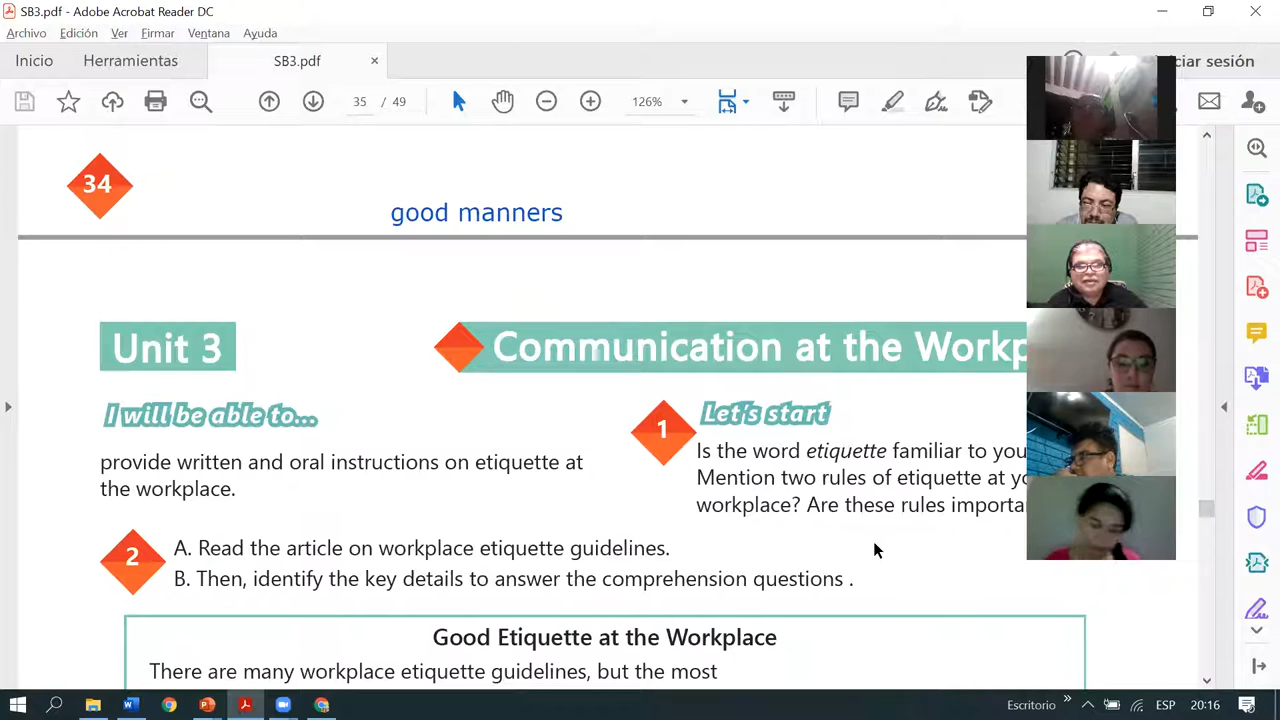 SB3.pdf - Adobe Acrobat Reader DC
Archivo Edición Ver Firmar Ventana Ayuda
Inicio Herramientas SB3.pdf × iar sesión
35 / 49 126%
34
good manners
Unit 3
Communication at the Workp
I will be able to...
Let's start
provide written and oral instructions on etiquette at
the workplace.
1
Is the word etiquette familiar to you
Mention two rules of etiquette at yo
workplace? Are these rules importa
2
A. Read the article on workplace etiquette guidelines.
B. Then, identify the key details to answer the comprehension questions .
Good Etiquette at the Workplace
There are many workplace etiquette guidelines, but the most
Escritorio » ESP 20:16